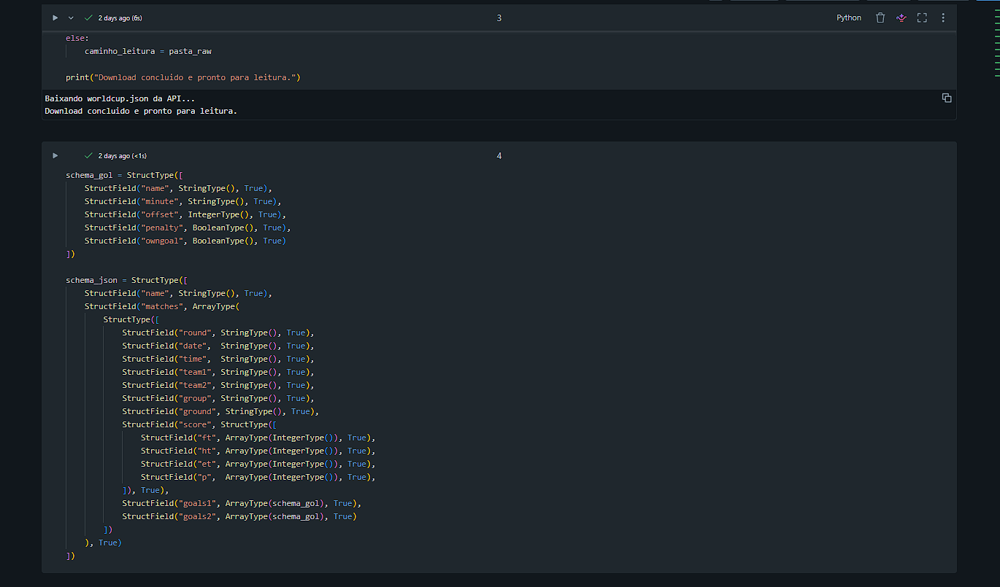 2 days ago (6s)
3
Python
else:
    caminho_leitura = pasta_raw
print("Download concluido e pronto para leitura.")
Baixando worldcup.json da API...
Download concluido e pronto para leitura.
2 days ago (<1s)
4
schema_gol = StructType([
    StructField("name", StringType(), True),
    StructField("minute", StringType(), True),
    StructField("offset", IntegerType(), True),
    StructField("penalty", BooleanType(), True),
    StructField("owngoal", BooleanType(), True)
])
schema_json = StructType([
    StructField("name", StringType(), True),
    StructField("matches", ArrayType(
        StructType([
            StructField("round", StringType(), True),
            StructField("date",  StringType(), True),
            StructField("time",  StringType(), True),
            StructField("team1", StringType(), True),
            StructField("team2", StringType(), True),
            StructField("group", StringType(), True),
            StructField("ground", StringType(), True),
            StructField("score", StructType([
                StructField("ft", ArrayType(IntegerType()), True),
                StructField("ht", ArrayType(IntegerType()), True),
                StructField("et", ArrayType(IntegerType()), True),
                StructField("p",  ArrayType(IntegerType()), True),
            ]), True),
            StructField("goals1", ArrayType(schema_gol), True),
            StructField("goals2", ArrayType(schema_gol), True)
        ])
    ), True)
])